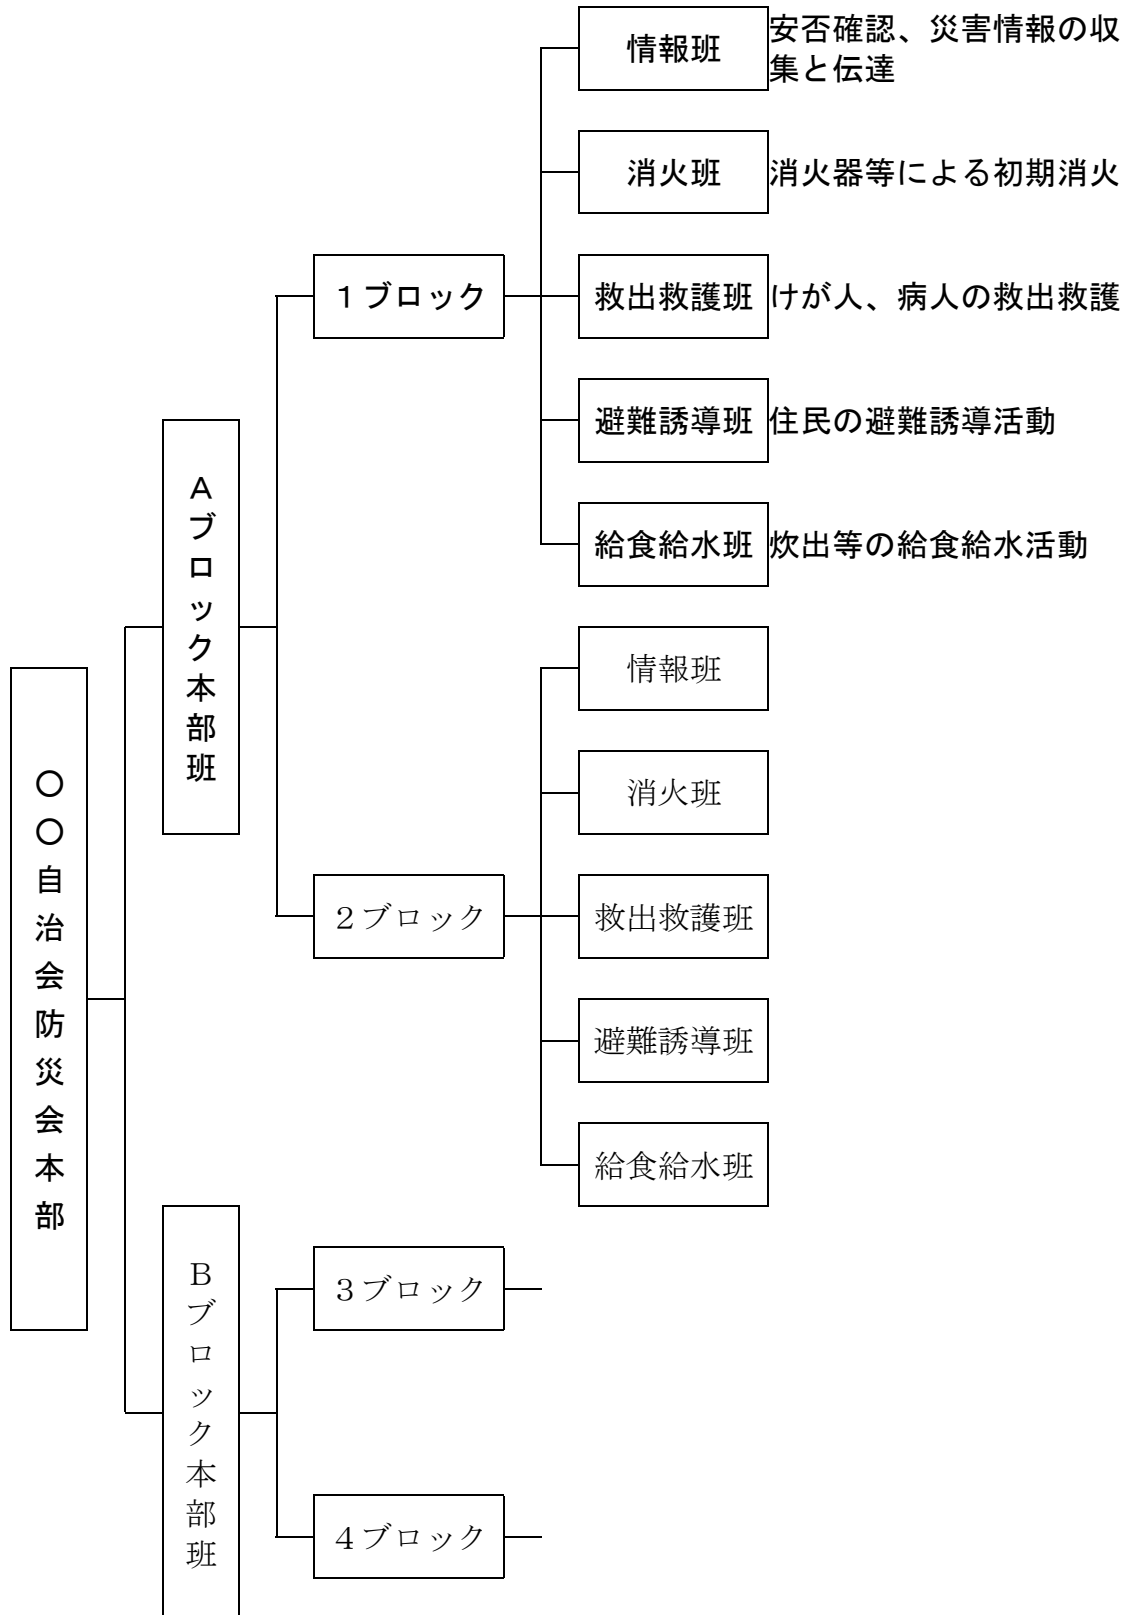 〇〇自治会防災会本部
Aブロック本部班
1ブロック
情報班
安否確認、災害情報の収
集と伝達
消火班
消火器等による初期消火
救出救護班
けが人、病人の救出救護
避難誘導班
住民の避難誘導活動
給食給水班
炊出等の給食給水活動
2ブロック
情報班
消火班
救出救護班
避難誘導班
給食給水班
Bブロック本部班
3ブロック
4ブロック